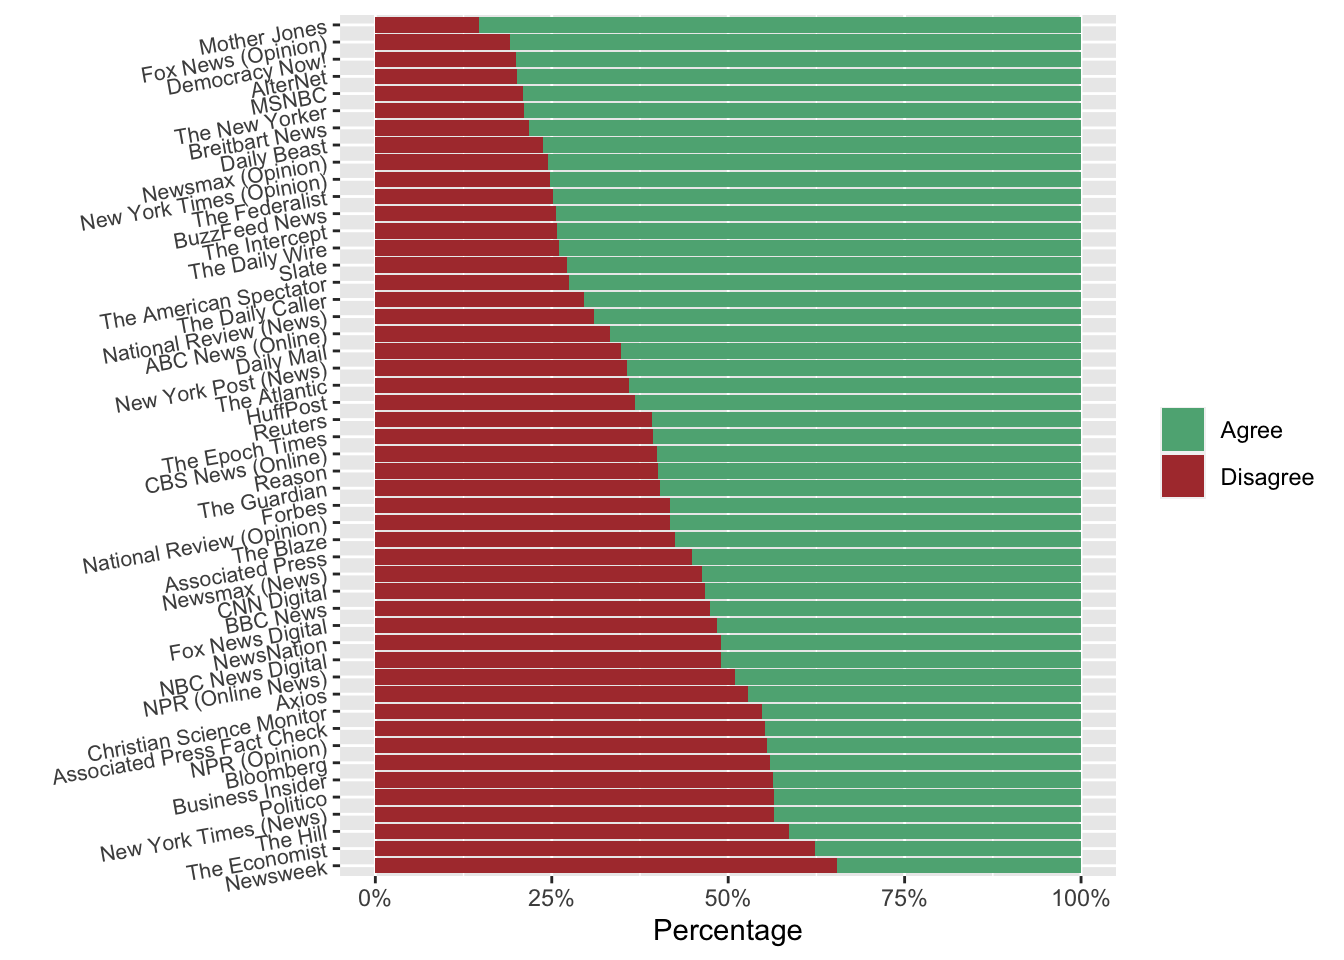 Mother Jones
Fox News (Opinion)
Democracy Now!
AlterNet
MSNBC
The New Yorker
Breitbart News
Daily Beast
Newsmax (Opinion)
New York Times (Opinion)
The Federalist
BuzzFeed News
The Intercept
The Daily Wire
Slate
The American Spectator
The Daily Caller
National Review (News)
ABC News (Online)
Daily Mail
New York Post (News)
The Atlantic
HuffPost
Reuters
The Epoch Times
CBS News (Online)
Reason
The Guardian
Forbes
National Review (Opinion)
The Blaze
Associated Press
Newsmax (News)
CNN Digital
BBC News
Fox News Digital
NewsNation
NBC News Digital
NPR (Online News)
Axios
Christian Science Monitor
Associated Press Fact Check
NPR (Opinion)
Bloomberg
Business Insider
Politico
New York Times (News)
The Hill
The Economist
Newsweek
0% 25% 50% 75% 100%
Percentage
Agree
Disagree